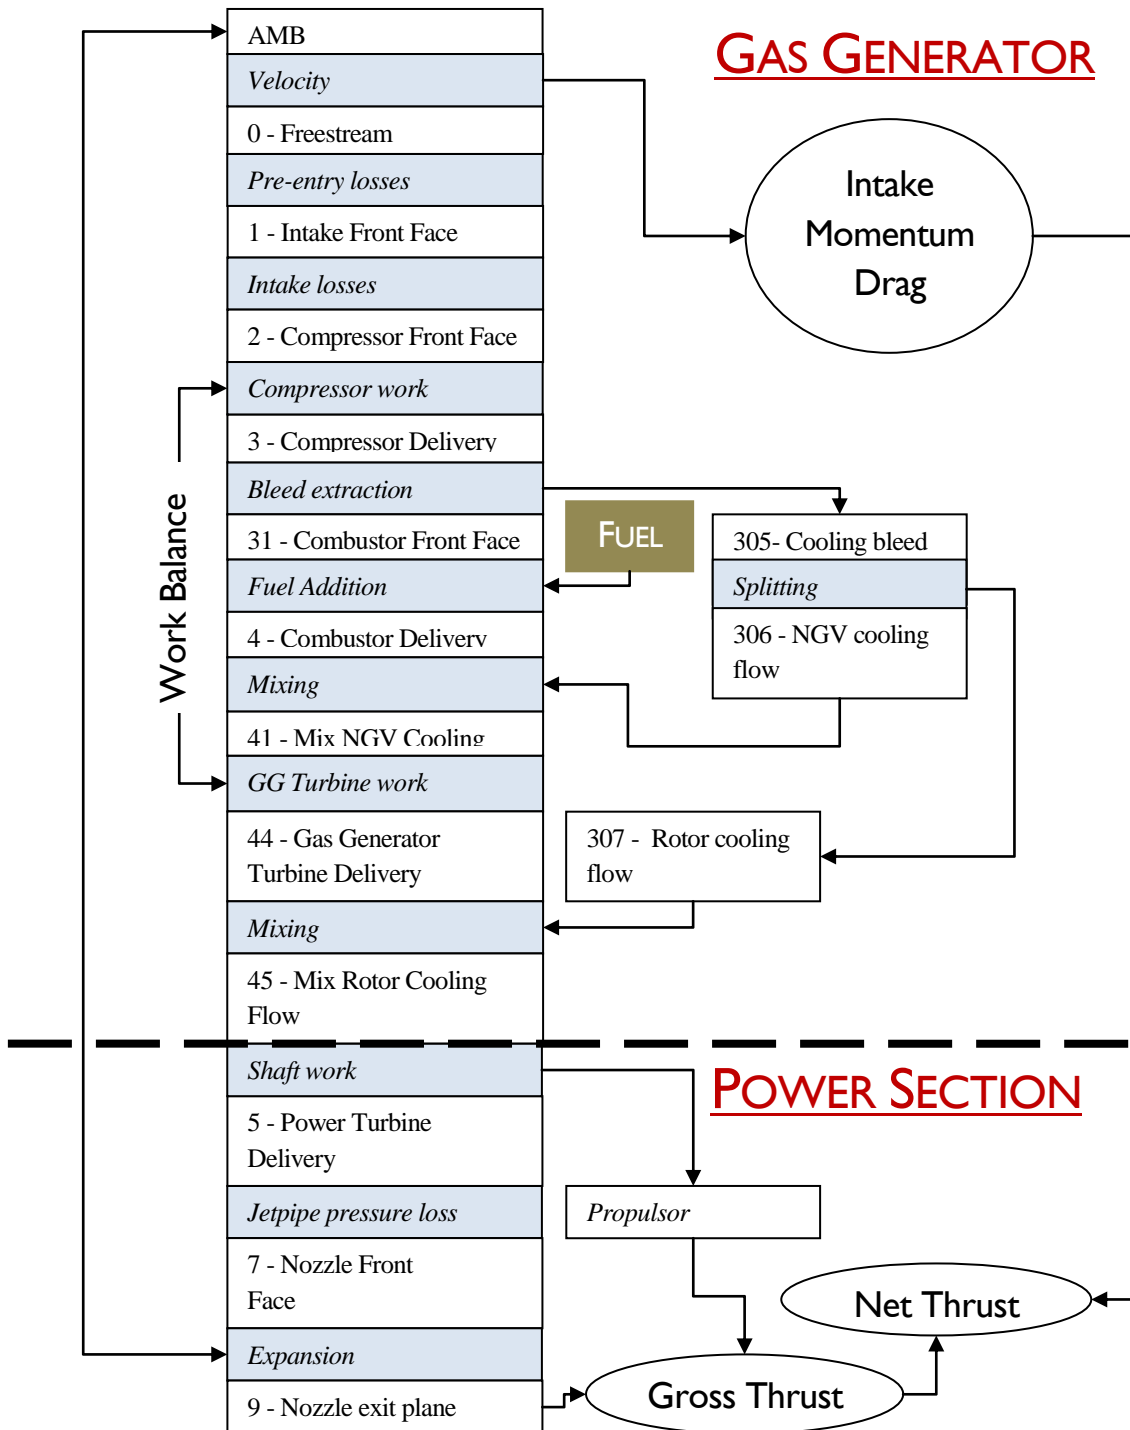 AMB
GAS GENERATOR
Velocity
0 - Freestream
Pre-entry losses
Intake
Momentum
Drag
1 - Intake Front Face
Intake losses
2 - Compressor Front Face
Compressor work
3 - Compressor Delivery
Work Balance
Bleed extraction
FUEL
31 - Combustor Front Face
305- Cooling bleed
Fuel Addition
Splitting
4 - Combustor Delivery
306 - NGV cooling
flow
Mixing
41 - Mix NGV Cooling
GG Turbine work
44 - Gas Generator
Turbine Delivery
307 - Rotor cooling
flow
Mixing
45 - Mix Rotor Cooling
Flow
Shaft work
POWER SECTION
5 - Power Turbine
Delivery
Jetpipe pressure loss
Propulsor
7 - Nozzle Front
Face
Net Thrust
Expansion
Gross Thrust
9 - Nozzle exit plane